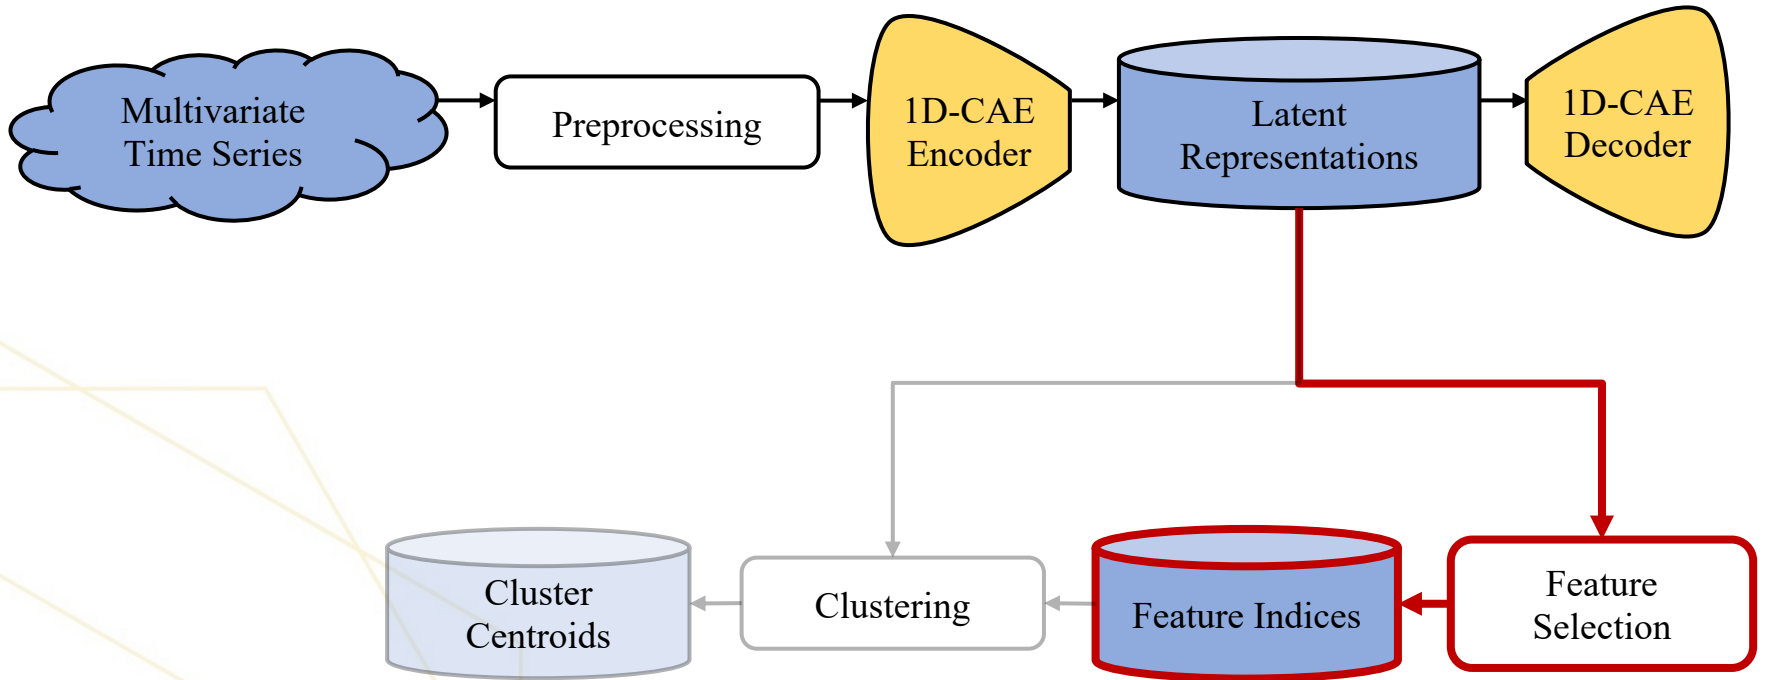 Multivariate
Time Series
Preprocessing
1D-CAE
Encoder
Latent
Representations
1D-CAE
Decoder
Cluster
Centroids
Clustering
Feature Indices
Feature
Selection